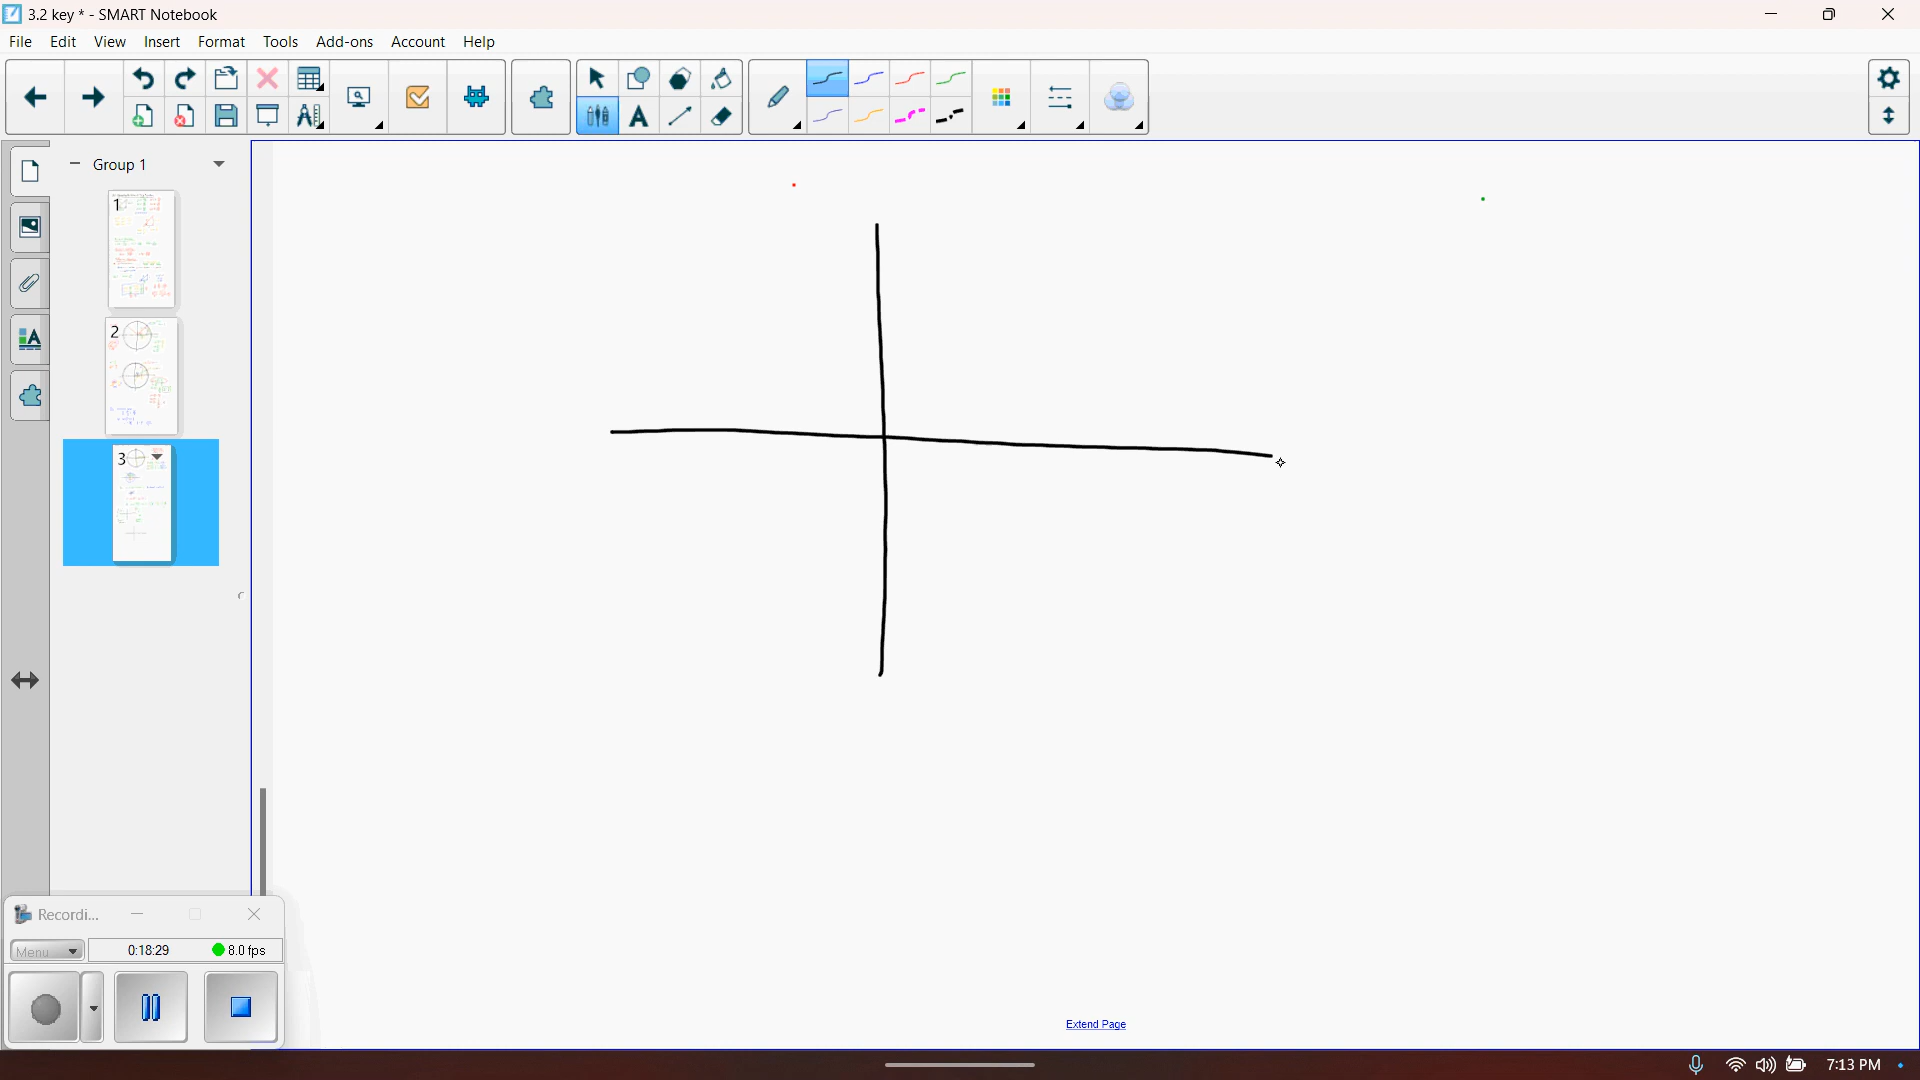 3.2 key * - SMART Notebook
File Edit View Insert Format Tools Add-ons Account Help
Group 1
1
2
3
Recordi...
Menu 0:18:29 8.0 fps
Extend Page
7:13 PM